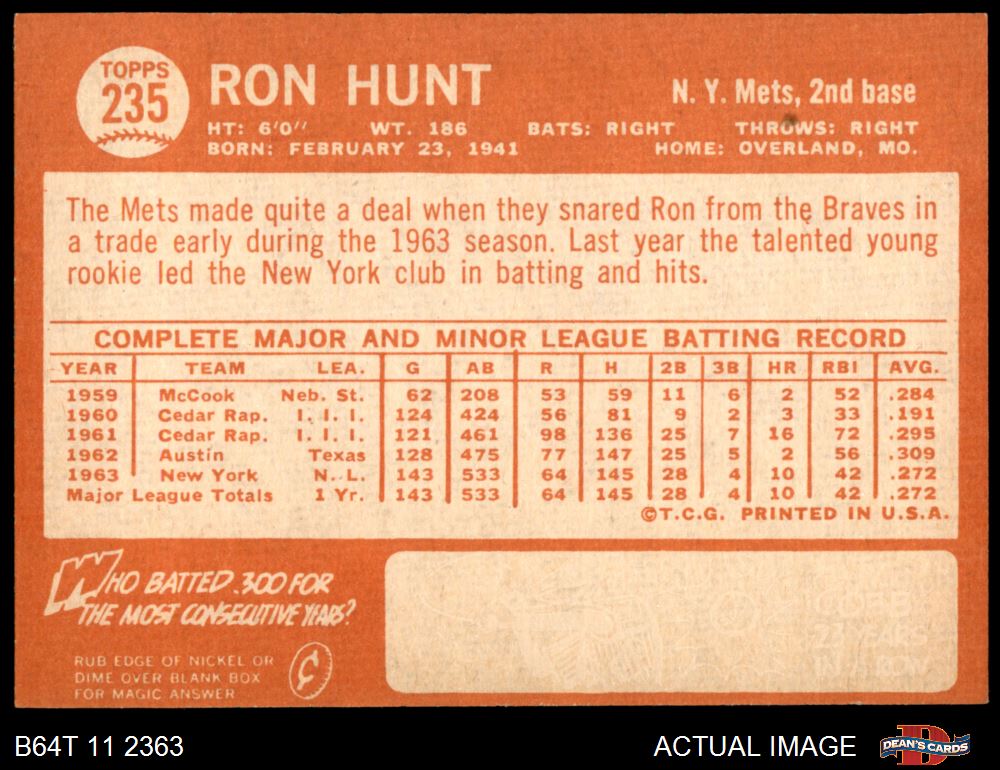 TOPPS
235
RON HUNT
N. Y. Mets, 2nd base
HT: 6'0" WT. 186 BATS: RIGHT THROWS: RIGHT
BORN: FEBRUARY 23, 1941 HOME: OVERLAND, MO.
The Mets made quite a deal when they snared Ron from the Braves in
a trade early during the 1963 season. Last year the talented young
rookie led the New York club in batting and hits.
COMPLETE MAJOR AND MINOR LEAGUE BATTING RECORD
YEAR TEAM LEA. G AB R H 2B 3B HR RBI AVG.
1959 McCook Neb. St. 62 208 53 59 11 6 2 52 .284
1960 Cedar Rap. I. I. I. 124 424 56 81 9 2 3 33 .191
1961 Cedar Rap. I. I. I. 121 461 98 136 25 7 16 72 .295
1962 Austin Texas 128 475 77 147 25 5 2 56 .309
1963 New York N. L. 143 533 64 145 28 4 10 42 .272
Major League Totals 1 Yr. 143 533 64 145 28 4 10 42 .272
©T.C.G. PRINTED IN U.S.A.
WHO BATTED .300 FOR
THE MOST CONSECUTIVE YEARS?
RUB EDGE OF NICKEL OR
DIME OVER BLANK BOX
FOR MAGIC ANSWER
¢
COBB
23 YEARS
B64T 11 2363
ACTUAL IMAGE
DEAN'S CARDS